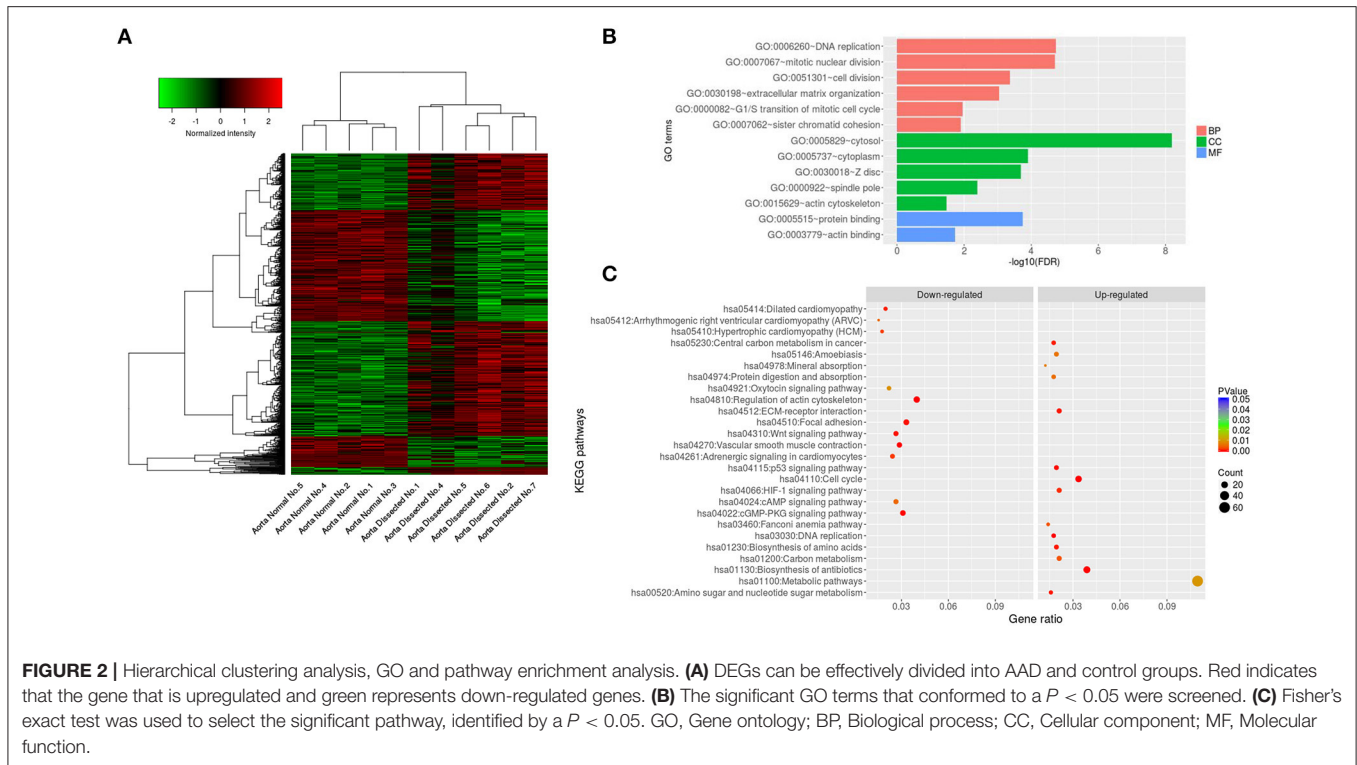 A
-2 -1 0 1 2
Normalized intensity
Aorta Normal No.5
Aorta Normal No.4
Aorta Normal No.2
Aorta Normal No.1
Aorta Normal No.3
Aorta Dissected No.1
Aorta Dissected No.4
Aorta Dissected No.5
Aorta Dissected No.6
Aorta Dissected No.2
Aorta Dissected No.7
B
GO terms
GO:0006260~DNA replication
GO:0007067~mitotic nuclear division
GO:0051301~cell division
GO:0030198~extracellular matrix organization
GO:0000082~G1/S transition of mitotic cell cycle
GO:0007062~sister chromatid cohesion
GO:0005829~cytosol
GO:0005737~cytoplasm
GO:0030018~Z disc
GO:0000922~spindle pole
GO:0015629~actin cytoskeleton
GO:0005515~protein binding
GO:0003779~actin binding
0 2 4 6 8
-log10(FDR)
BP
CC
MF
C
KEGG pathways
Down-regulated Up-regulated
hsa05414:Dilated cardiomyopathy
hsa05412:Arrhythmogenic right ventricular cardiomyopathy (ARVC)
hsa05410:Hypertrophic cardiomyopathy (HCM)
hsa05230:Central carbon metabolism in cancer
hsa05146:Amoebiasis
hsa04978:Mineral absorption
hsa04974:Protein digestion and absorption
hsa04921:Oxytocin signaling pathway
hsa04810:Regulation of actin cytoskeleton
hsa04512:ECM-receptor interaction
hsa04510:Focal adhesion
hsa04310:Wnt signaling pathway
hsa04270:Vascular smooth muscle contraction
hsa04261:Adrenergic signaling in cardiomyocytes
hsa04115:p53 signaling pathway
hsa04110:Cell cycle
hsa04066:HIF-1 signaling pathway
hsa04024:cAMP signaling pathway
hsa04022:cGMP-PKG signaling pathway
hsa03460:Fanconi anemia pathway
hsa03030:DNA replication
hsa01230:Biosynthesis of amino acids
hsa01200:Carbon metabolism
hsa01130:Biosynthesis of antibiotics
hsa01100:Metabolic pathways
hsa00520:Amino sugar and nucleotide sugar metabolism
0.03 0.06 0.09 0.03 0.06 0.09
Gene ratio
PValue
0.05
0.04
0.03
0.02
0.01
0.00
Count
20
40
60
FIGURE 2 | Hierarchical clustering analysis, GO and pathway enrichment analysis. (A) DEGs can be effectively divided into AAD and control groups. Red indicates
that the gene that is upregulated and green represents down-regulated genes. (B) The significant GO terms that conformed to a P < 0.05 were screened. (C) Fisher's
exact test was used to select the significant pathway, identified by a P < 0.05. GO, Gene ontology; BP, Biological process; CC, Cellular component; MF, Molecular
function.